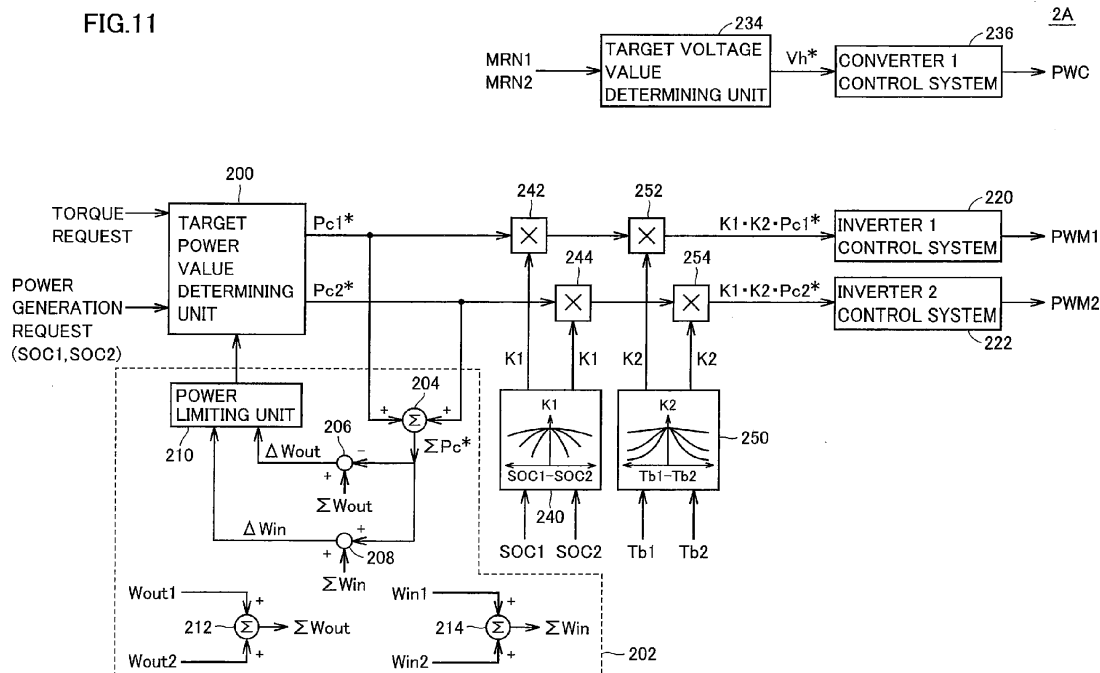 FIG.11
2A
234
236
MRN1
MRN2
TARGET VOLTAGE
VALUE
DETERMINING UNIT
Vh*
CONVERTER 1
CONTROL SYSTEM
PWC
200
242
252
220
TORQUE
REQUEST
TARGET
POWER
VALUE
DETERMINING
UNIT
Pc1*
×
×
K1·K2·Pc1*
INVERTER 1
CONTROL SYSTEM
PWM1
244
254
POWER
GENERATION
REQUEST
(SOC1,SOC2)
Pc2*
×
×
K1·K2·Pc2*
INVERTER 2
CONTROL SYSTEM
PWM2
222
K1
K1
K2
K2
POWER
LIMITING UNIT
210
204
+
Σ
+
ΣPc*
K1
SOC1-SOC2
240
K2
Tb1-Tb2
250
206
ΔWout
-
+
ΣWout
SOC1
SOC2
Tb1
Tb2
ΔWin
+
+
208
ΣWin
Wout1
+
212
Σ
ΣWout
+
Wout2
Win1
+
214
Σ
ΣWin
+
Win2
202